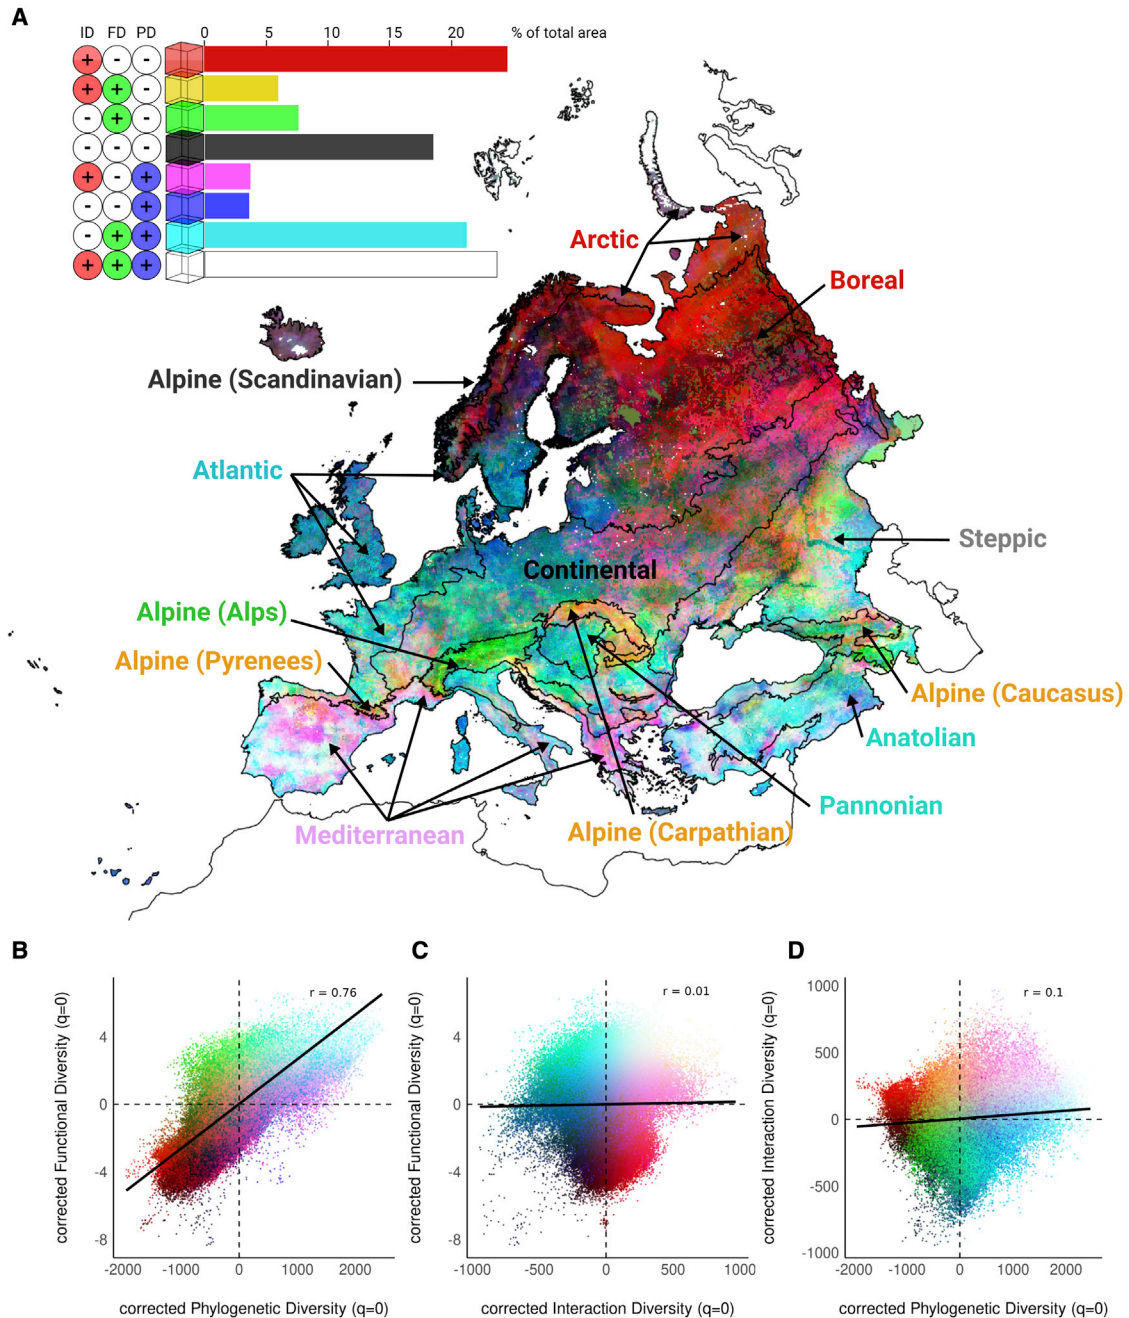 A
ID FD PD 0 5 10 15 20 % of total area
+ - -
+ + -
- + -
- - -
+ - +
- - +
- + +
+ + +
Arctic
Boreal
Alpine (Scandinavian)
Atlantic
Steppic
Continental
Alpine (Alps)
Alpine (Pyrenees)
Alpine (Caucasus)
Anatolian
Pannonian
Mediterranean
Alpine (Carpathian)
B
r = 0.76
corrected Functional Diversity (q=0)
4
0
-4
-8
-2000 -1000 0 1000 2000
corrected Phylogenetic Diversity (q=0)
C
r = 0.01
corrected Functional Diversity (q=0)
4
0
-4
-8
-1000 -500 0 500 1000
corrected Interaction Diversity (q=0)
D
r = 0.1
corrected Interaction Diversity (q=0)
1000
500
0
-500
-1000
-2000 -1000 0 1000 2000
corrected Phylogenetic Diversity (q=0)